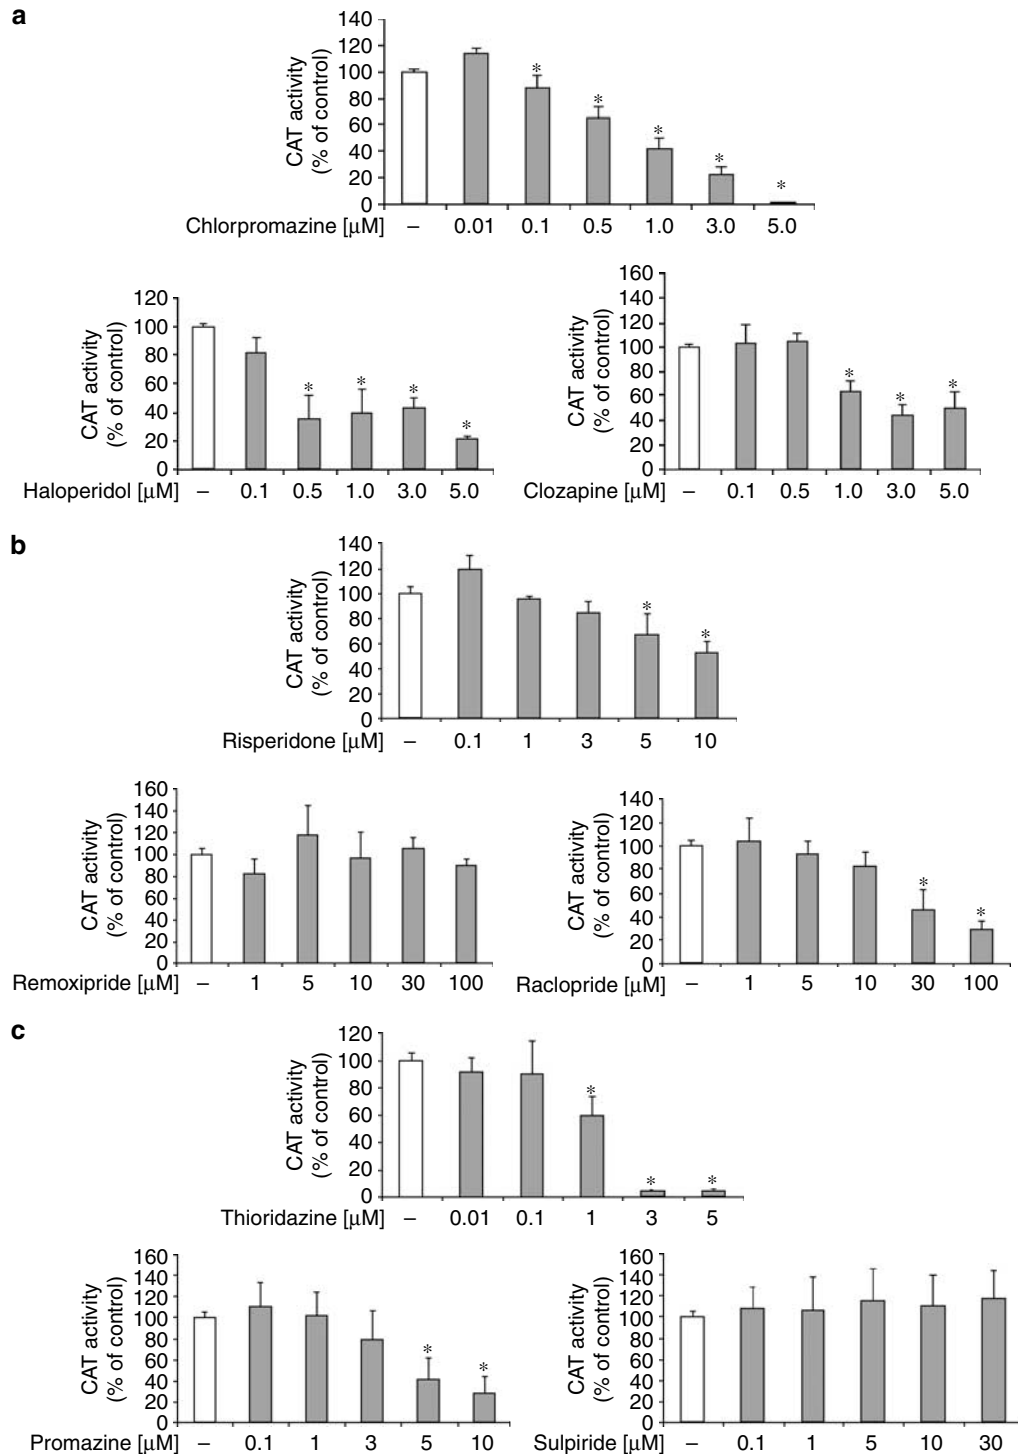 a
CAT activity
(% of control)
140
120
100
80
60
40
20
0
* * * * *
Chlorpromazine [µM] – 0.01 0.1 0.5 1.0 3.0 5.0
CAT activity
(% of control)
120
100
80
60
40
20
0
* * * *
Haloperidol [µM] – 0.1 0.5 1.0 3.0 5.0
CAT activity
(% of control)
160
140
120
100
80
60
40
20
0
* * *
Clozapine [µM] – 0.1 0.5 1.0 3.0 5.0
b
CAT activity
(% of control)
140
120
100
80
60
40
20
0
* *
Risperidone [µM] – 0.1 1 3 5 10
CAT activity
(% of control)
160
140
120
100
80
60
40
20
0
Remoxipride [µM] – 1 5 10 30 100
CAT activity
(% of control)
140
120
100
80
60
40
20
0
* *
Raclopride [µM] – 1 5 10 30 100
c
CAT activity
(% of control)
120
100
80
60
40
20
0
* * *
Thioridazine [µM] – 0.01 0.1 1 3 5
CAT activity
(% of control)
160
140
120
100
80
60
40
20
0
* *
Promazine [µM] – 0.1 1 3 5 10
CAT activity
(% of control)
160
140
120
100
80
60
40
20
0
Sulpiride [µM] – 0.1 1 5 10 30